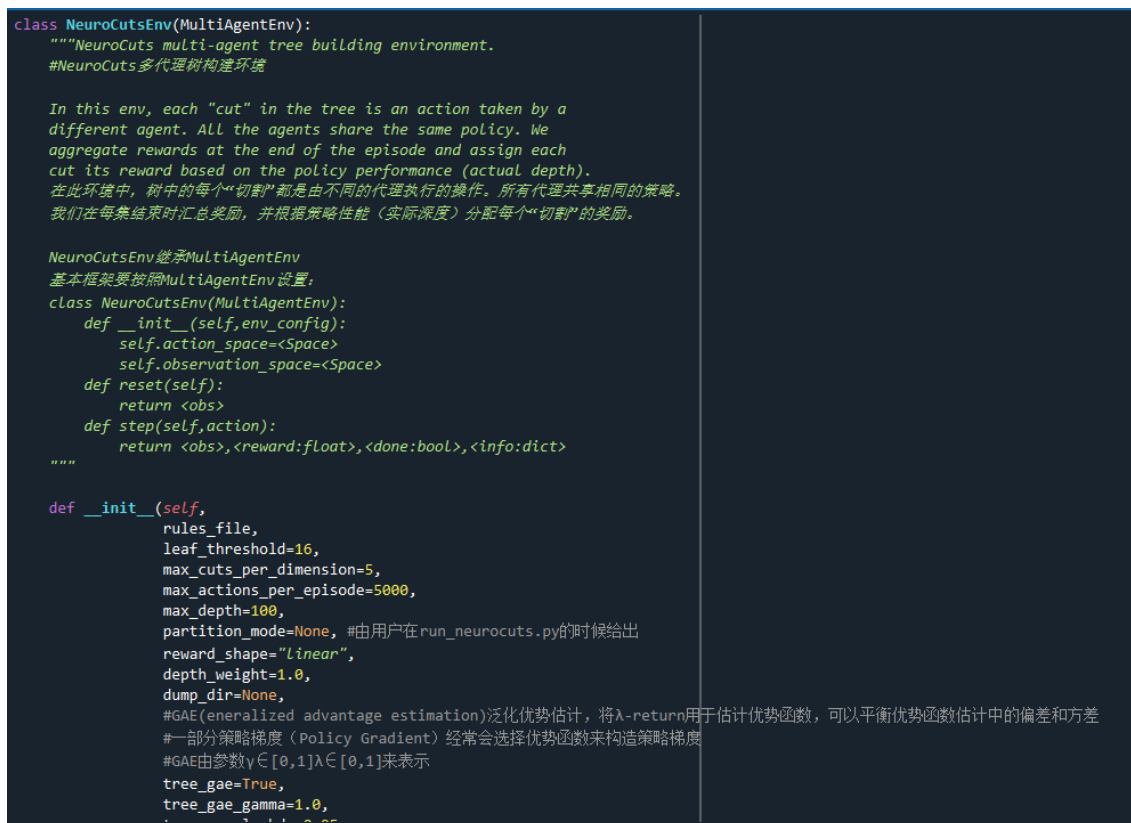 class NeuroCutsEnv(MultiAgentEnv):
    """NeuroCuts multi-agent tree building environment.
    #NeuroCuts多代理树构建环境

    In this env, each "cut" in the tree is an action taken by a
    different agent. All the agents share the same policy. We
    aggregate rewards at the end of the episode and assign each
    cut its reward based on the policy performance (actual depth).
    在此环境中，树中的每个“切割”都是由不同的代理执行的操作。所有代理共享相同的策略。
    我们在每集结束时汇总奖励，并根据策略性能（实际深度）分配每个“切割”的奖励。

    NeuroCutsEnv继承MultiAgentEnv
    基本框架要按照MultiAgentEnv设置：
    class NeuroCutsEnv(MultiAgentEnv):
        def __init__(self,env_config):
            self.action_space=<Space>
            self.observation_space=<Space>
        def reset(self):
            return <obs>
        def step(self,action):
            return <obs>,<reward:float>,<done:bool>,<info:dict>
    """

    def __init__(self,
                 rules_file,
                 leaf_threshold=16,
                 max_cuts_per_dimension=5,
                 max_actions_per_episode=5000,
                 max_depth=100,
                 partition_mode=None, #由用户在run_neurocuts.py的时候给出
                 reward_shape="linear",
                 depth_weight=1.0,
                 dump_dir=None,
                 #GAE(eneralized advantage estimation)泛化优势估计，将λ-return用于估计优势函数，可以平衡优势函数估计中的偏差和方差
                 #一部分策略梯度（Policy Gradient）经常会选择优势函数来构造策略梯度
                 #GAE由参数γ∈[0,1]λ∈[0,1]来表示
                 tree_gae=True,
                 tree_gae_gamma=1.0,